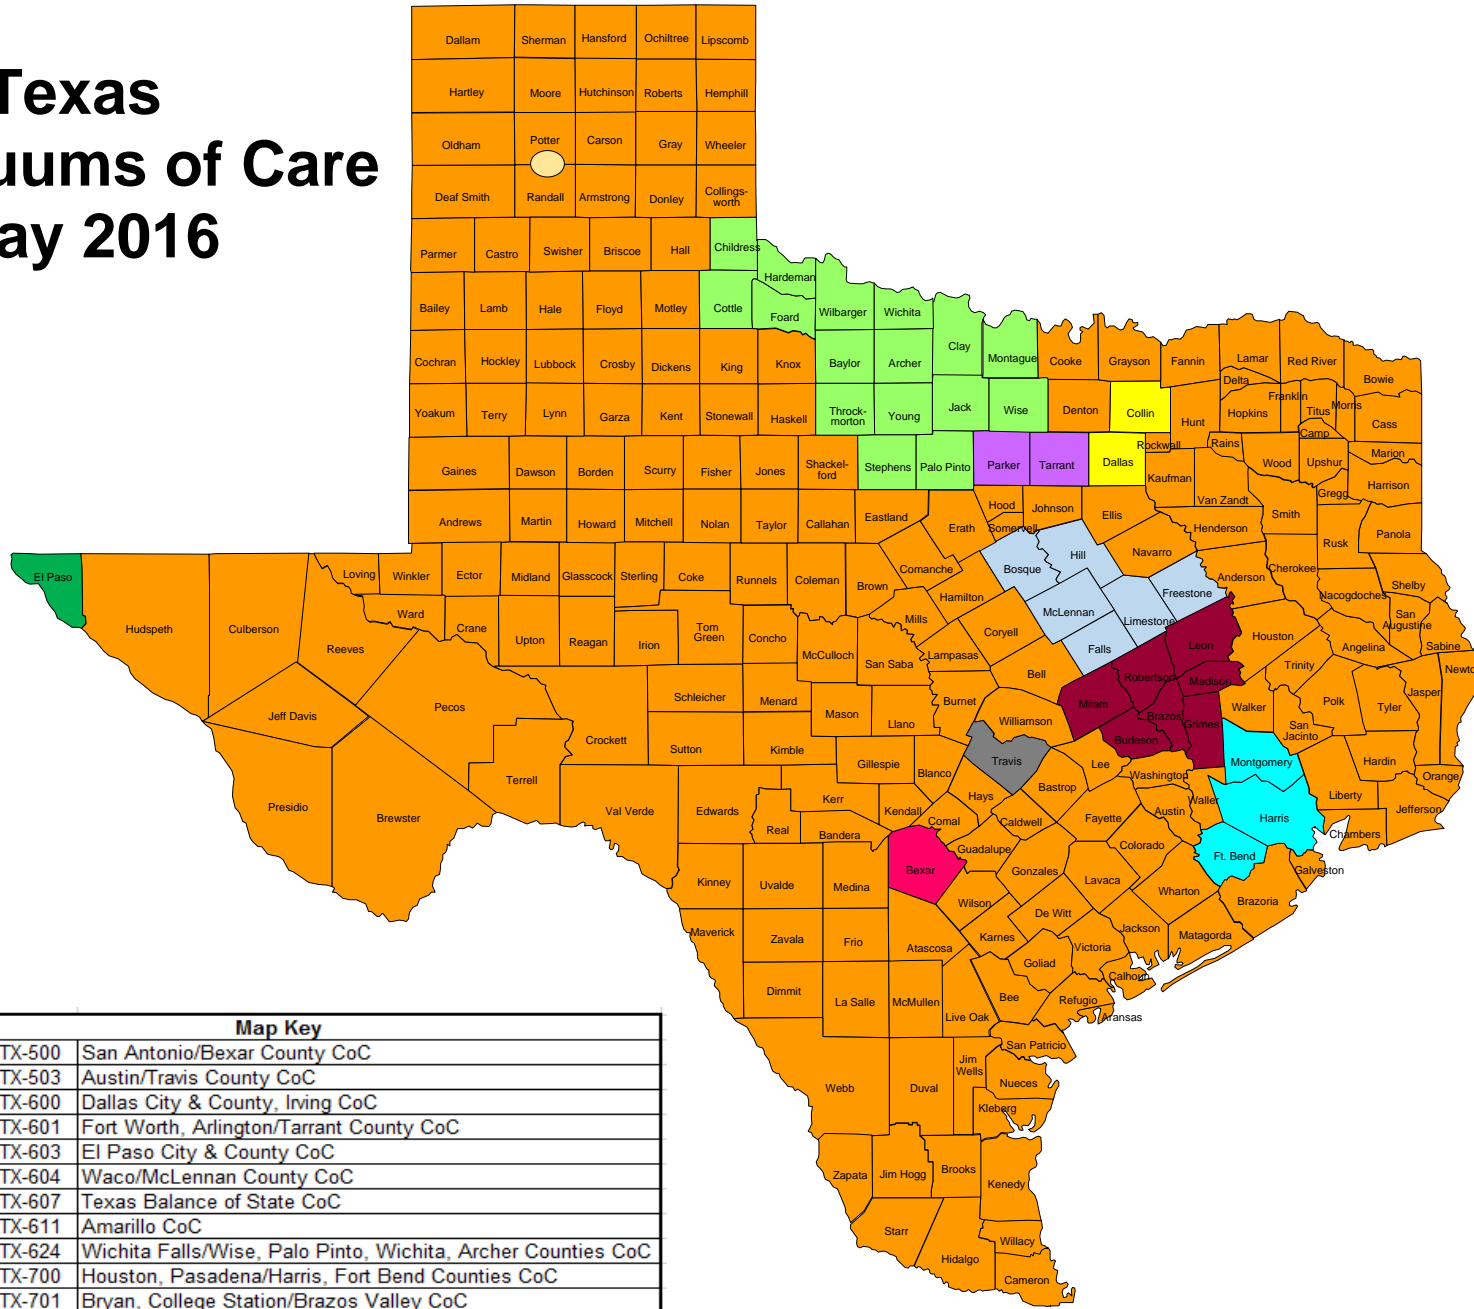 Texas
uums of Care
ay 2016
Dallam Sherman Hansford Ochiltree Lipscomb
Hartley Moore Hutchinson Roberts Hemphill
Oldham Potter Carson Gray Wheeler
Deaf Smith Randall Armstrong Donley Collings-
worth
Parmer Castro Swisher Briscoe Hall Childress
Hardeman
Bailey Lamb Hale Floyd Motley Cottle Foard Wilbarger Wichita
Clay Montague
Cochran Hockley Lubbock Crosby Dickens King Knox Baylor Archer Cooke Grayson Fannin Lamar Red River Bowie
Delta Franklin Titus Morris
Yoakum Terry Lynn Garza Kent Stonewall Haskell Throck-
morton Young Jack Wise Denton Collin Hunt Hopkins Camp Cass
Rockwall Rains Marion
Gaines Dawson Borden Scurry Fisher Jones Shackel-
ford Stephens Palo Pinto Parker Tarrant Dallas Kaufman Wood Upshur Harrison
Van Zandt Gregg
Andrews Martin Howard Mitchell Nolan Taylor Callahan Eastland Erath Hood Johnson Ellis Smith
Somervell Henderson Rusk Panola
El Paso Loving Winkler Ector Midland Glasscock Sterling Coke Runnels Coleman Brown Comanche Bosque Hill Navarro Anderson Cherokee Shelby
Hamilton Freestone Nacogdoches
Hudspeth Culberson Reeves Ward Crane Upton Reagan Irion Tom
Green Concho Mills McLennan Limestone San
Augustine
McCulloch San Saba Lampasas Coryell Falls Leon Houston Angelina Sabine
Bell Robertson Madison Trinity Newto
Jeff Davis Pecos Schleicher Menard Mason Llano Burnet Milam Brazos Grimes Walker Polk Tyler Jasper
Williamson Burleson San
Jacinto
Crockett Sutton Kimble Gillespie Blanco Travis Lee Washington Montgomery Hardin Orange
Presidio Brewster Terrell Val Verde Edwards Kerr Kendall Hays Bastrop Waller Liberty Jefferson
Real Bandera Comal Caldwell Fayette Austin Harris Chambers
Kinney Uvalde Medina Bexar Guadalupe Gonzales Colorado Ft. Bend Galveston
Wilson Lavaca Wharton Brazoria
Maverick Zavala Frio Atascosa Karnes De Witt Jackson Matagorda
Goliad Victoria
Dimmit La Salle McMullen Live Oak Bee Refugio Calhoun
Aransas
San Patricio
Webb Duval Jim
Wells Nueces
Kleberg
Zapata Jim Hogg Brooks Kenedy
Starr Hidalgo Willacy
Cameron
Map Key
TX-500 San Antonio/Bexar County CoC
TX-503 Austin/Travis County CoC
TX-600 Dallas City & County, Irving CoC
TX-601 Fort Worth, Arlington/Tarrant County CoC
TX-603 El Paso City & County CoC
TX-604 Waco/McLennan County CoC
TX-607 Texas Balance of State CoC
TX-611 Amarillo CoC
TX-624 Wichita Falls/Wise, Palo Pinto, Wichita, Archer Counties CoC
TX-700 Houston, Pasadena/Harris, Fort Bend Counties CoC
TX-701 Bryan, College Station/Brazos Valley CoC